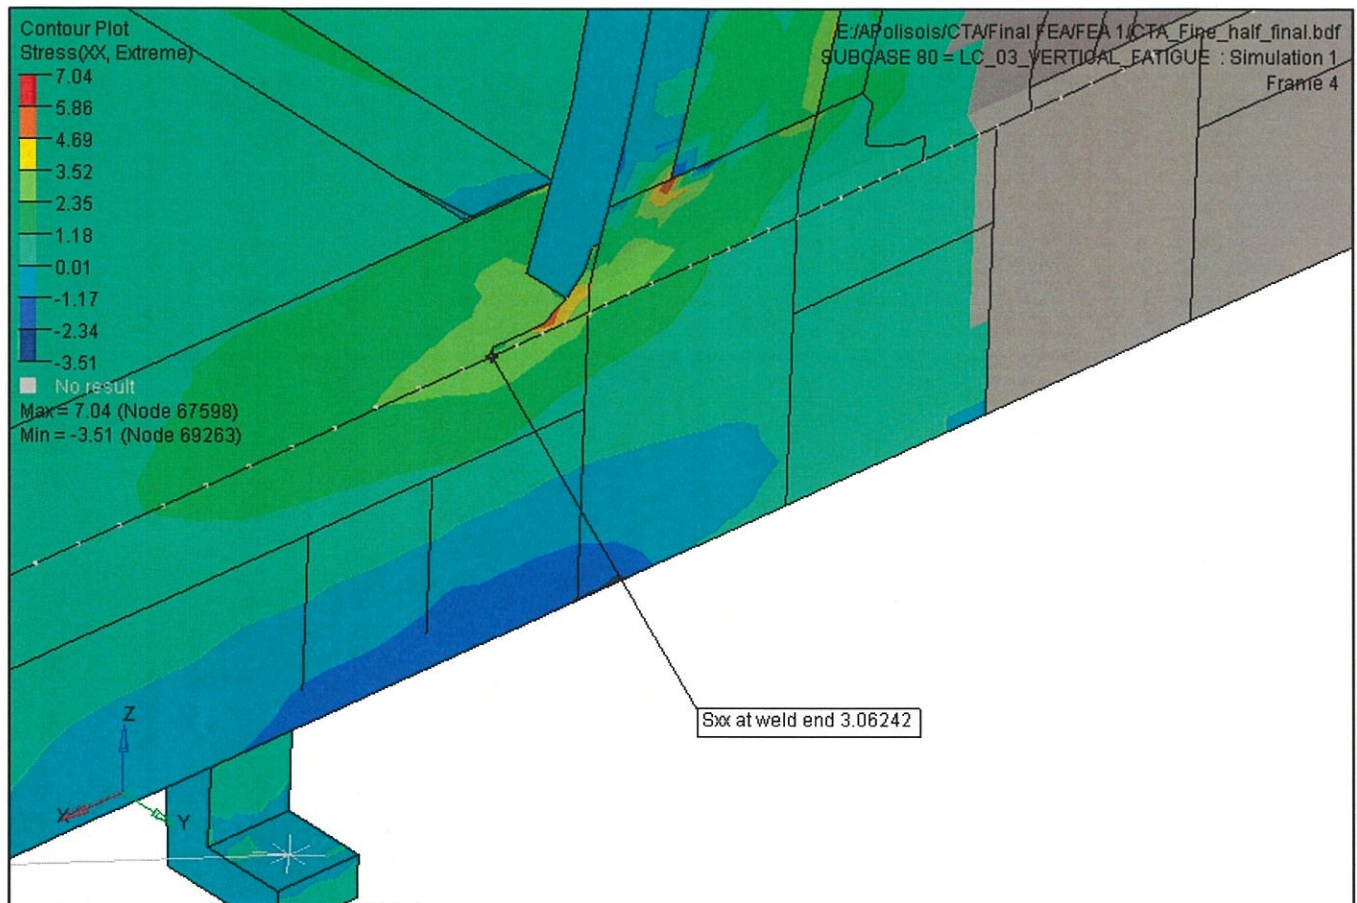 Contour Plot
Stress(XX, Extreme)
7.04
5.86
4.69
3.52
2.35
1.18
0.01
-1.17
-2.34
-3.51
No result
Max = 7.04 (Node 67598)
Min = -3.51 (Node 69263)
E:/APolisois/CTA/Final FEA/FEA 1/CTA_Fine_half_final.bdf
SUBCASE 80 = LC_03_VERTICAL_FATIGUE : Simulation 1
Frame 4
Sxx at weld end 3.06242
Z
X
Y